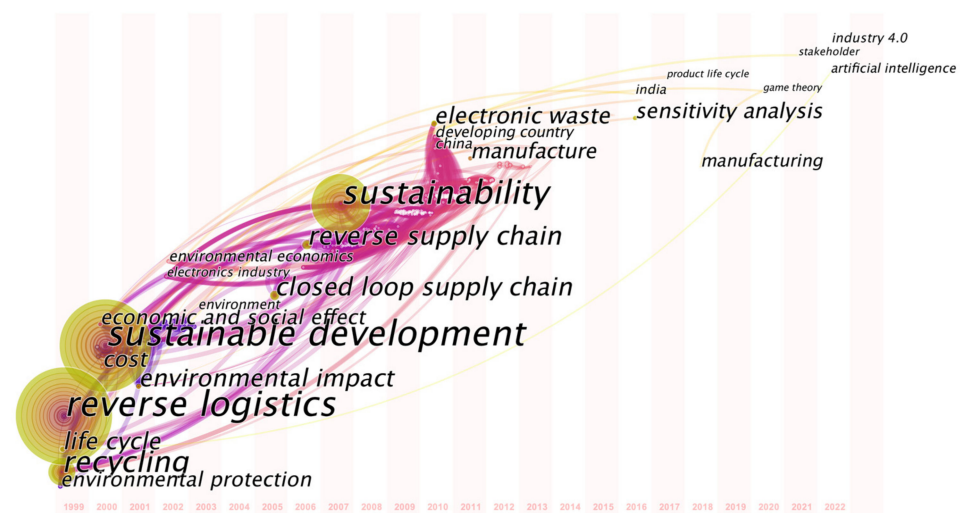 industry 4.0
stakeholder
artificial intelligence
product life cycle
india
game theory
electronic waste
sensitivity analysis
developing country
china
manufacture
manufacturing
sustainability
reverse supply chain
environmental economics
electronics industry
closed loop supply chain
environment
economic and social effect
sustainable development
cost
environmental impact
reverse logistics
life cycle
recycling
environmental protection
1999 2000 2001 2002 2003 2005 2006 2007 2008 2009 2010 2011 2012 2013 2014 2015 2016 2017 2018 2019 2020 2021 2022